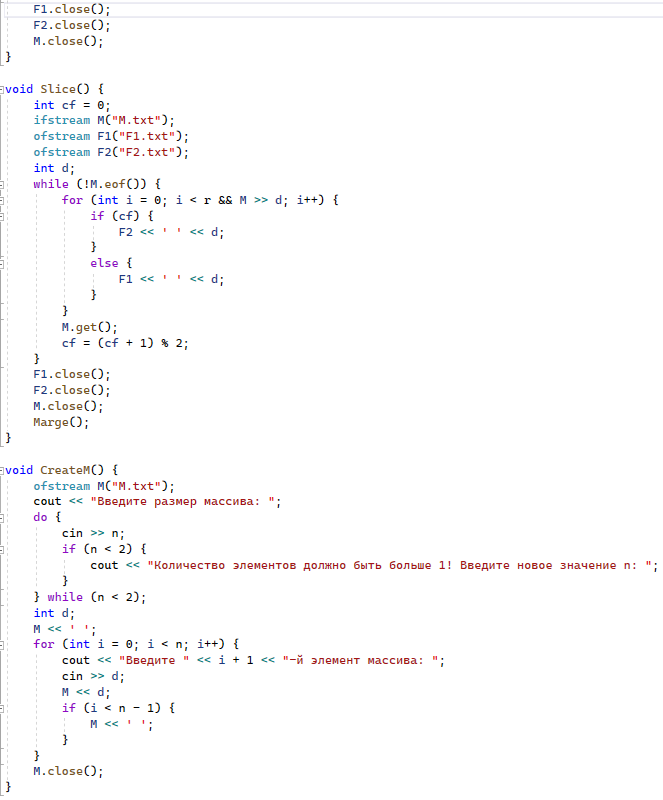 F1.close();
    F2.close();
    M.close();
}

void Slice() {
    int cf = 0;
    ifstream M("M.txt");
    ofstream F1("F1.txt");
    ofstream F2("F2.txt");
    int d;
    while (!M.eof()) {
        for (int i = 0; i < r && M >> d; i++) {
            if (cf) {
                F2 << ' ' << d;
            }
            else {
                F1 << ' ' << d;
            }
        }
        M.get();
        cf = (cf + 1) % 2;
    }
    F1.close();
    F2.close();
    M.close();
    Marge();
}

void CreateM() {
    ofstream M("M.txt");
    cout << "Введите размер массива: ";
    do {
        cin >> n;
        if (n < 2) {
            cout << "Количество элементов должно быть больше 1! Введите новое значение n: ";
        }
    } while (n < 2);
    int d;
    M << ' ';
    for (int i = 0; i < n; i++) {
        cout << "Введите " << i + 1 << "-й элемент массива: ";
        cin >> d;
        M << d;
        if (i < n - 1) {
            M << ' ';
        }
    }
    M.close();
}